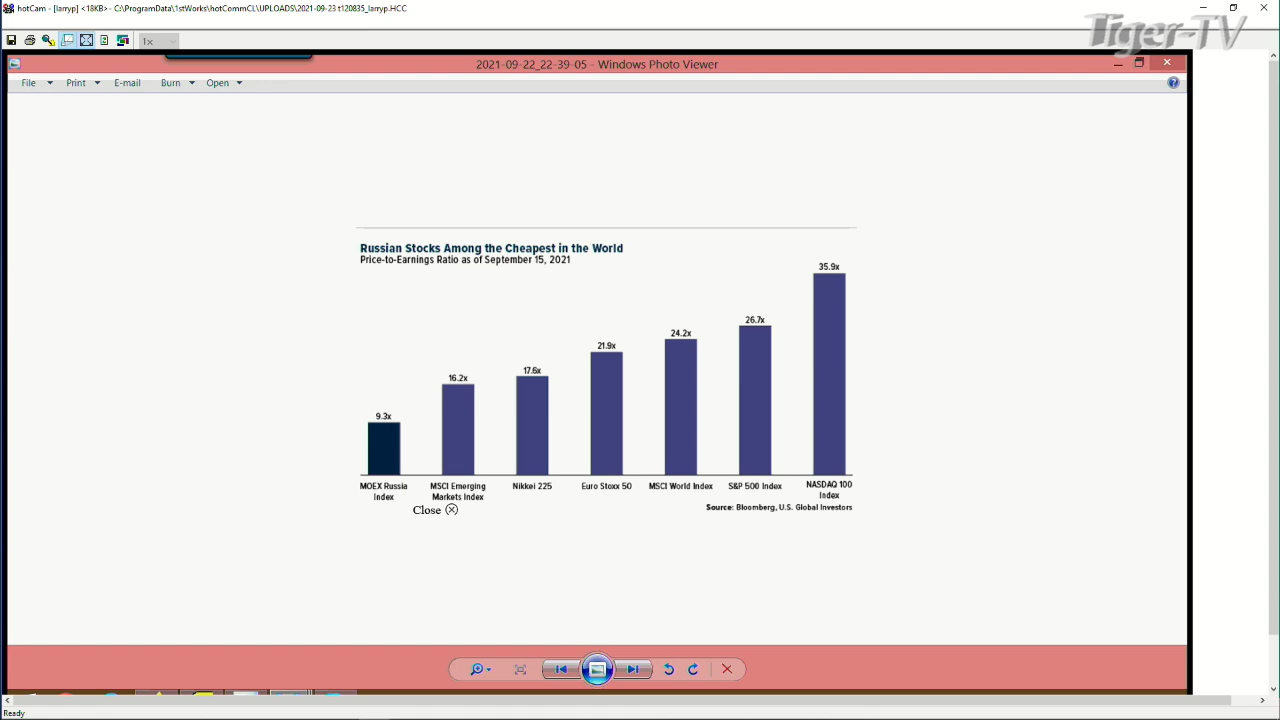 hotCam - [larryp] <18KB> - C:\ProgramData\1stWorks\hotCommCL\UPLOADS\2021-09-23 t120835_larryp.HCC
Tiger-TV
1x
2021-09-22_22-39-05 - Windows Photo Viewer
File Print E-mail Burn Open
Russian Stocks Among the Cheapest in the World
Price-to-Earnings Ratio as of September 15, 2021
35.9x
26.7x
24.2x
21.9x
17.6x
16.2x
9.3x
MOEX Russia Index
MSCI Emerging Markets Index
Nikkei 225
Euro Stoxx 50
MSCI World Index
S&P 500 Index
NASDAQ 100 Index
Source: Bloomberg, U.S. Global Investors
Close
Ready